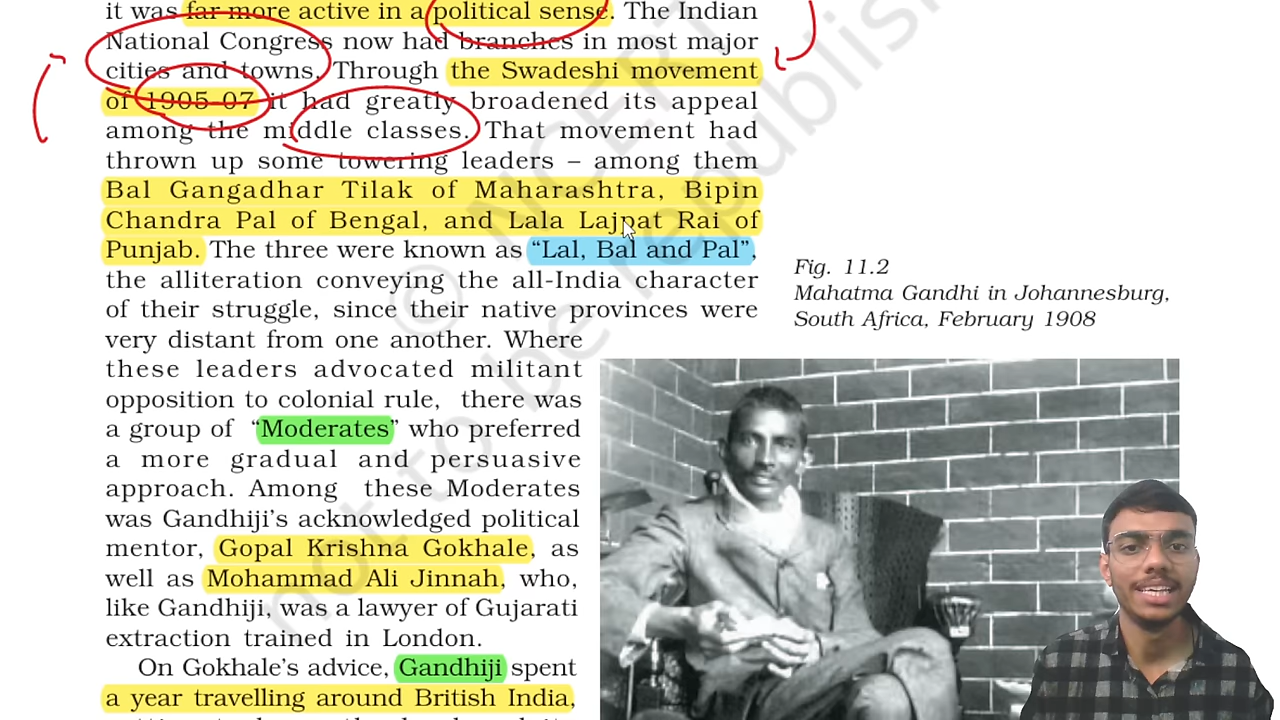 it was far more active in a political sense. The Indian
National Congress now had branches in most major
cities and towns. Through the Swadeshi movement
of 1905-07 it had greatly broadened its appeal
among the middle classes. That movement had
thrown up some towering leaders – among them
Bal Gangadhar Tilak of Maharashtra, Bipin
Chandra Pal of Bengal, and Lala Lajpat Rai of
Punjab. The three were known as “Lal, Bal and Pal”,
the alliteration conveying the all-India character
of their struggle, since their native provinces were
very distant from one another. Where
these leaders advocated militant
opposition to colonial rule, there was
a group of “Moderates” who preferred
a more gradual and persuasive
approach. Among these Moderates
was Gandhiji’s acknowledged political
mentor, Gopal Krishna Gokhale, as
well as Mohammad Ali Jinnah, who,
like Gandhiji, was a lawyer of Gujarati
extraction trained in London.
On Gokhale’s advice, Gandhiji spent
a year travelling around British India,
Fig. 11.2
Mahatma Gandhi in Johannesburg,
South Africa, February 1908
© NCERT
not to be republish